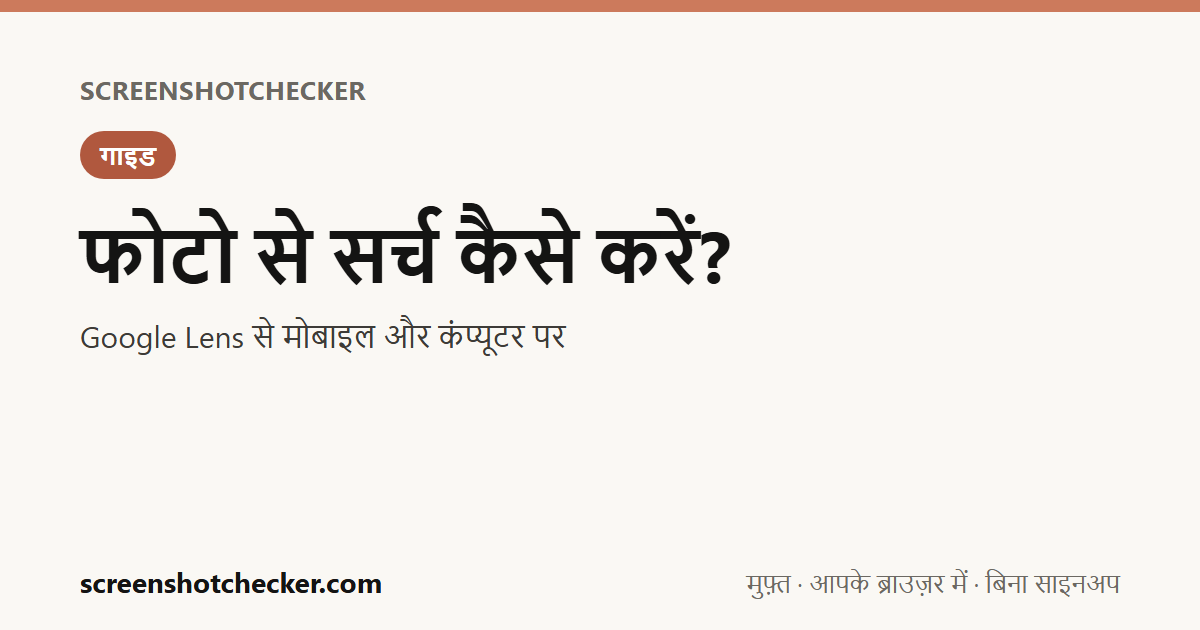 SCREENSHOTCHECKER
गाइड
फोटो से सर्च कैसे करें?
Google Lens से मोबाइल और कंप्यूटर पर
screenshotchecker.com
मुफ़्त · आपके ब्राउज़र में · बिना साइनअप